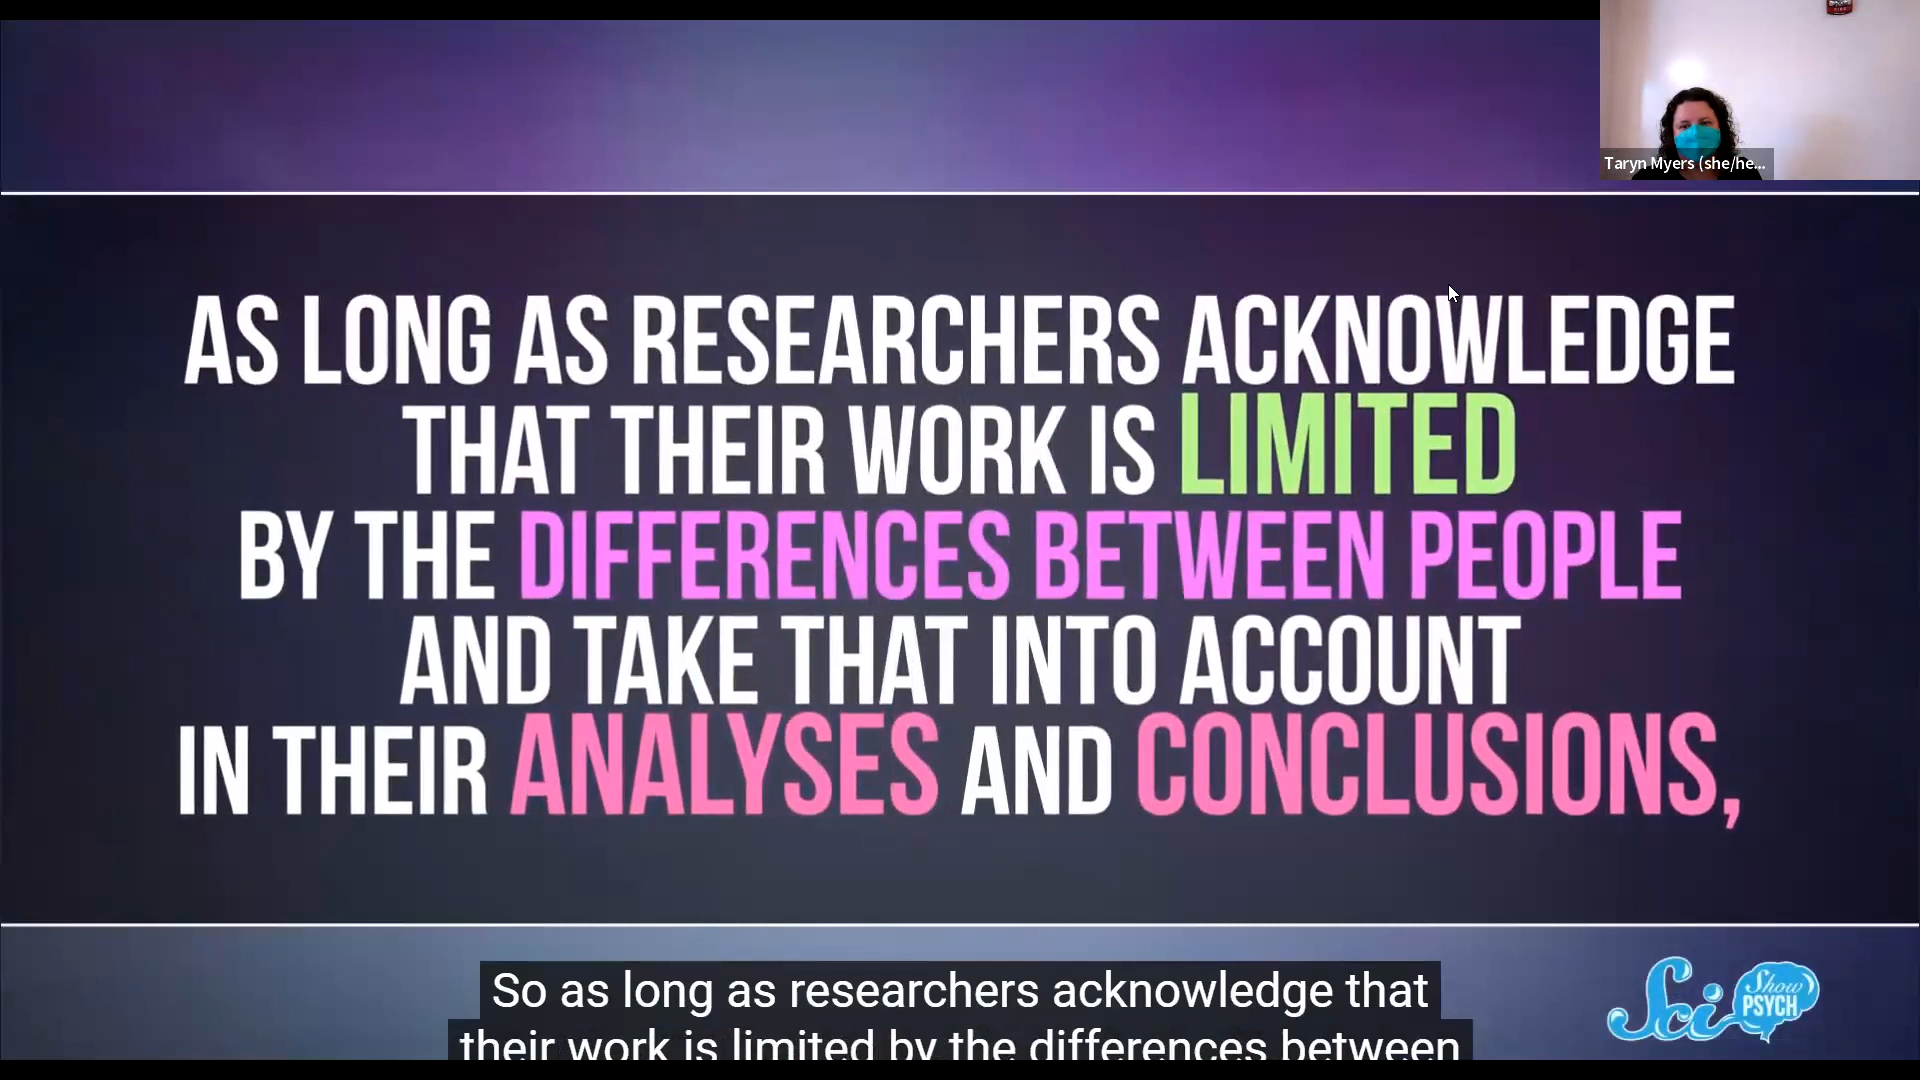 Taryn Myers (she/he...
AS LONG AS RESEARCHERS ACKNOWLEDGE
THAT THEIR WORK IS LIMITED
BY THE DIFFERENCES BETWEEN PEOPLE
AND TAKE THAT INTO ACCOUNT
IN THEIR ANALYSES AND CONCLUSIONS,
So as long as researchers acknowledge that
their work is limited by the differences between
Sci Show
PSYCH